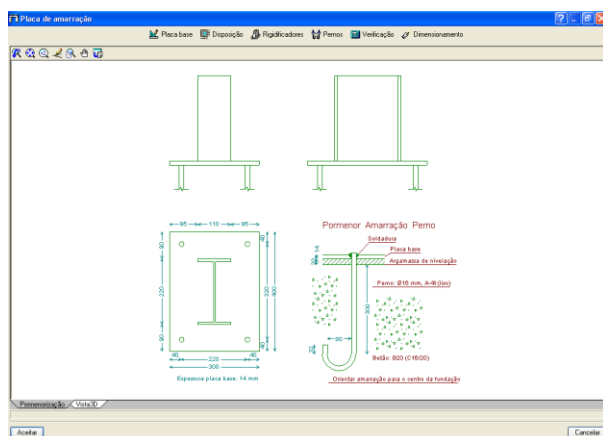 Placa de amarração
Placa base Disposição Rigidificadores Pernos Verificação Dimensionamento
95 110 95
90
220
90
40
320
400
40
40 220 40
300
Espessura placa base: 14 mm
Pormenor Amarração Perno
Soldadura
Placa base
Argamassa de nivelação
20 14
Perno: Ø16 mm, A-4t (liso)
300
80
Betão: B20 (C16/20)
Orientar amarração para o centro da fundação
Pormenorização Vista3D
Aceitar Cancelar